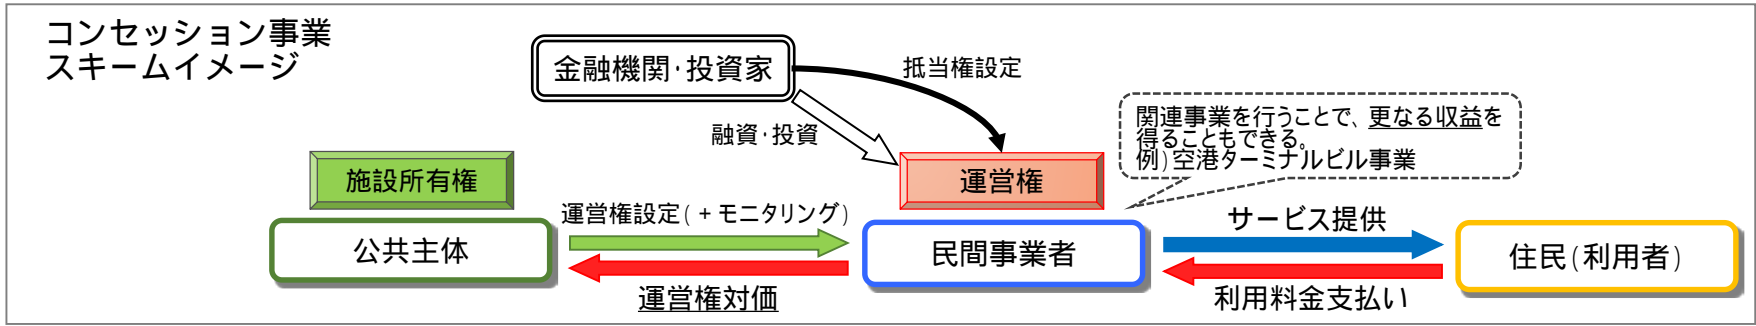 コンセッション事業
スキームイメージ
金融機関・投資家
抵当権設定
融資・投資
関連事業を行うことで、更なる収益を
得ることもできる。
例)空港ターミナルビル事業
施設所有権
運営権
運営権設定(+モニタリング)
サービス提供
公共主体
民間事業者
住民(利用者)
運営権対価
利用料金支払い